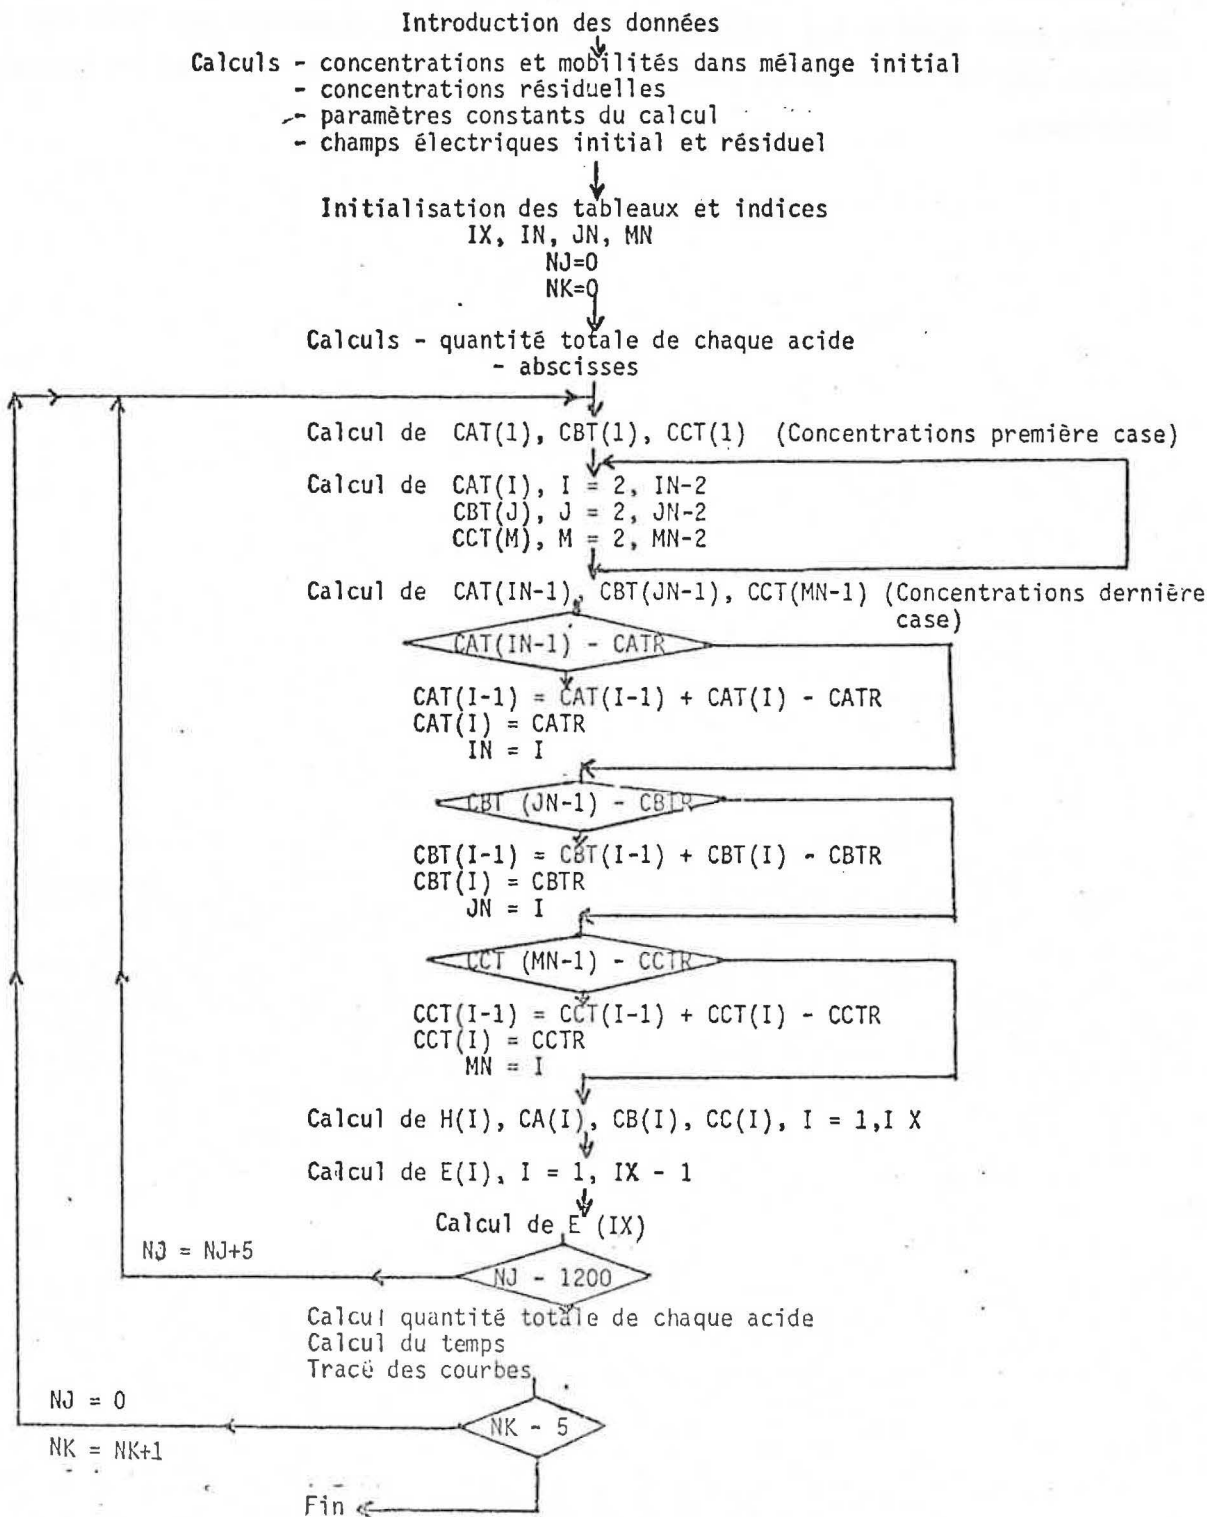 Introduction des données
Calculs - concentrations et mobilités dans mélange initial
- concentrations résiduelles
- paramètres constants du calcul
- champs électriques initial et résiduel
Initialisation des tableaux et indices
IX, IN, JN, MN
NJ=0
NK=0
Calculs - quantité totale de chaque acide
- abscisses
Calcul de CAT(1), CBT(1), CCT(1) (Concentrations première case)
Calcul de CAT(I), I = 2, IN-2
CBT(J), J = 2, JN-2
CCT(M), M = 2, MN-2
Calcul de CAT(IN-1), CBT(JN-1), CCT(MN-1) (Concentrations dernière
case)
CAT(IN-1) - CATR
CAT(I-1) = CAT(I-1) + CAT(I) - CATR
CAT(I) = CATR
IN = I
CBT (JN-1) - CBTR
CBT(I-1) = CBT(I-1) + CBT(I) - CBTR
CBT(I) = CBTR
JN = I
CCT (MN-1) - CCTR
CCT(I-1) = CCT(I-1) + CCT(I) - CCTR
CCT(I) = CCTR
MN = I
Calcul de H(I), CA(I), CB(I), CC(I), I = 1,I X
Calcul de E(I), I = 1, IX - 1
Calcul de E (IX)
NJ = NJ+5
NJ - 1200
Calcul quantité totale de chaque acide
Calcul du temps
Tracé des courbes
NJ = 0
NK - 5
NK = NK+1
Fin